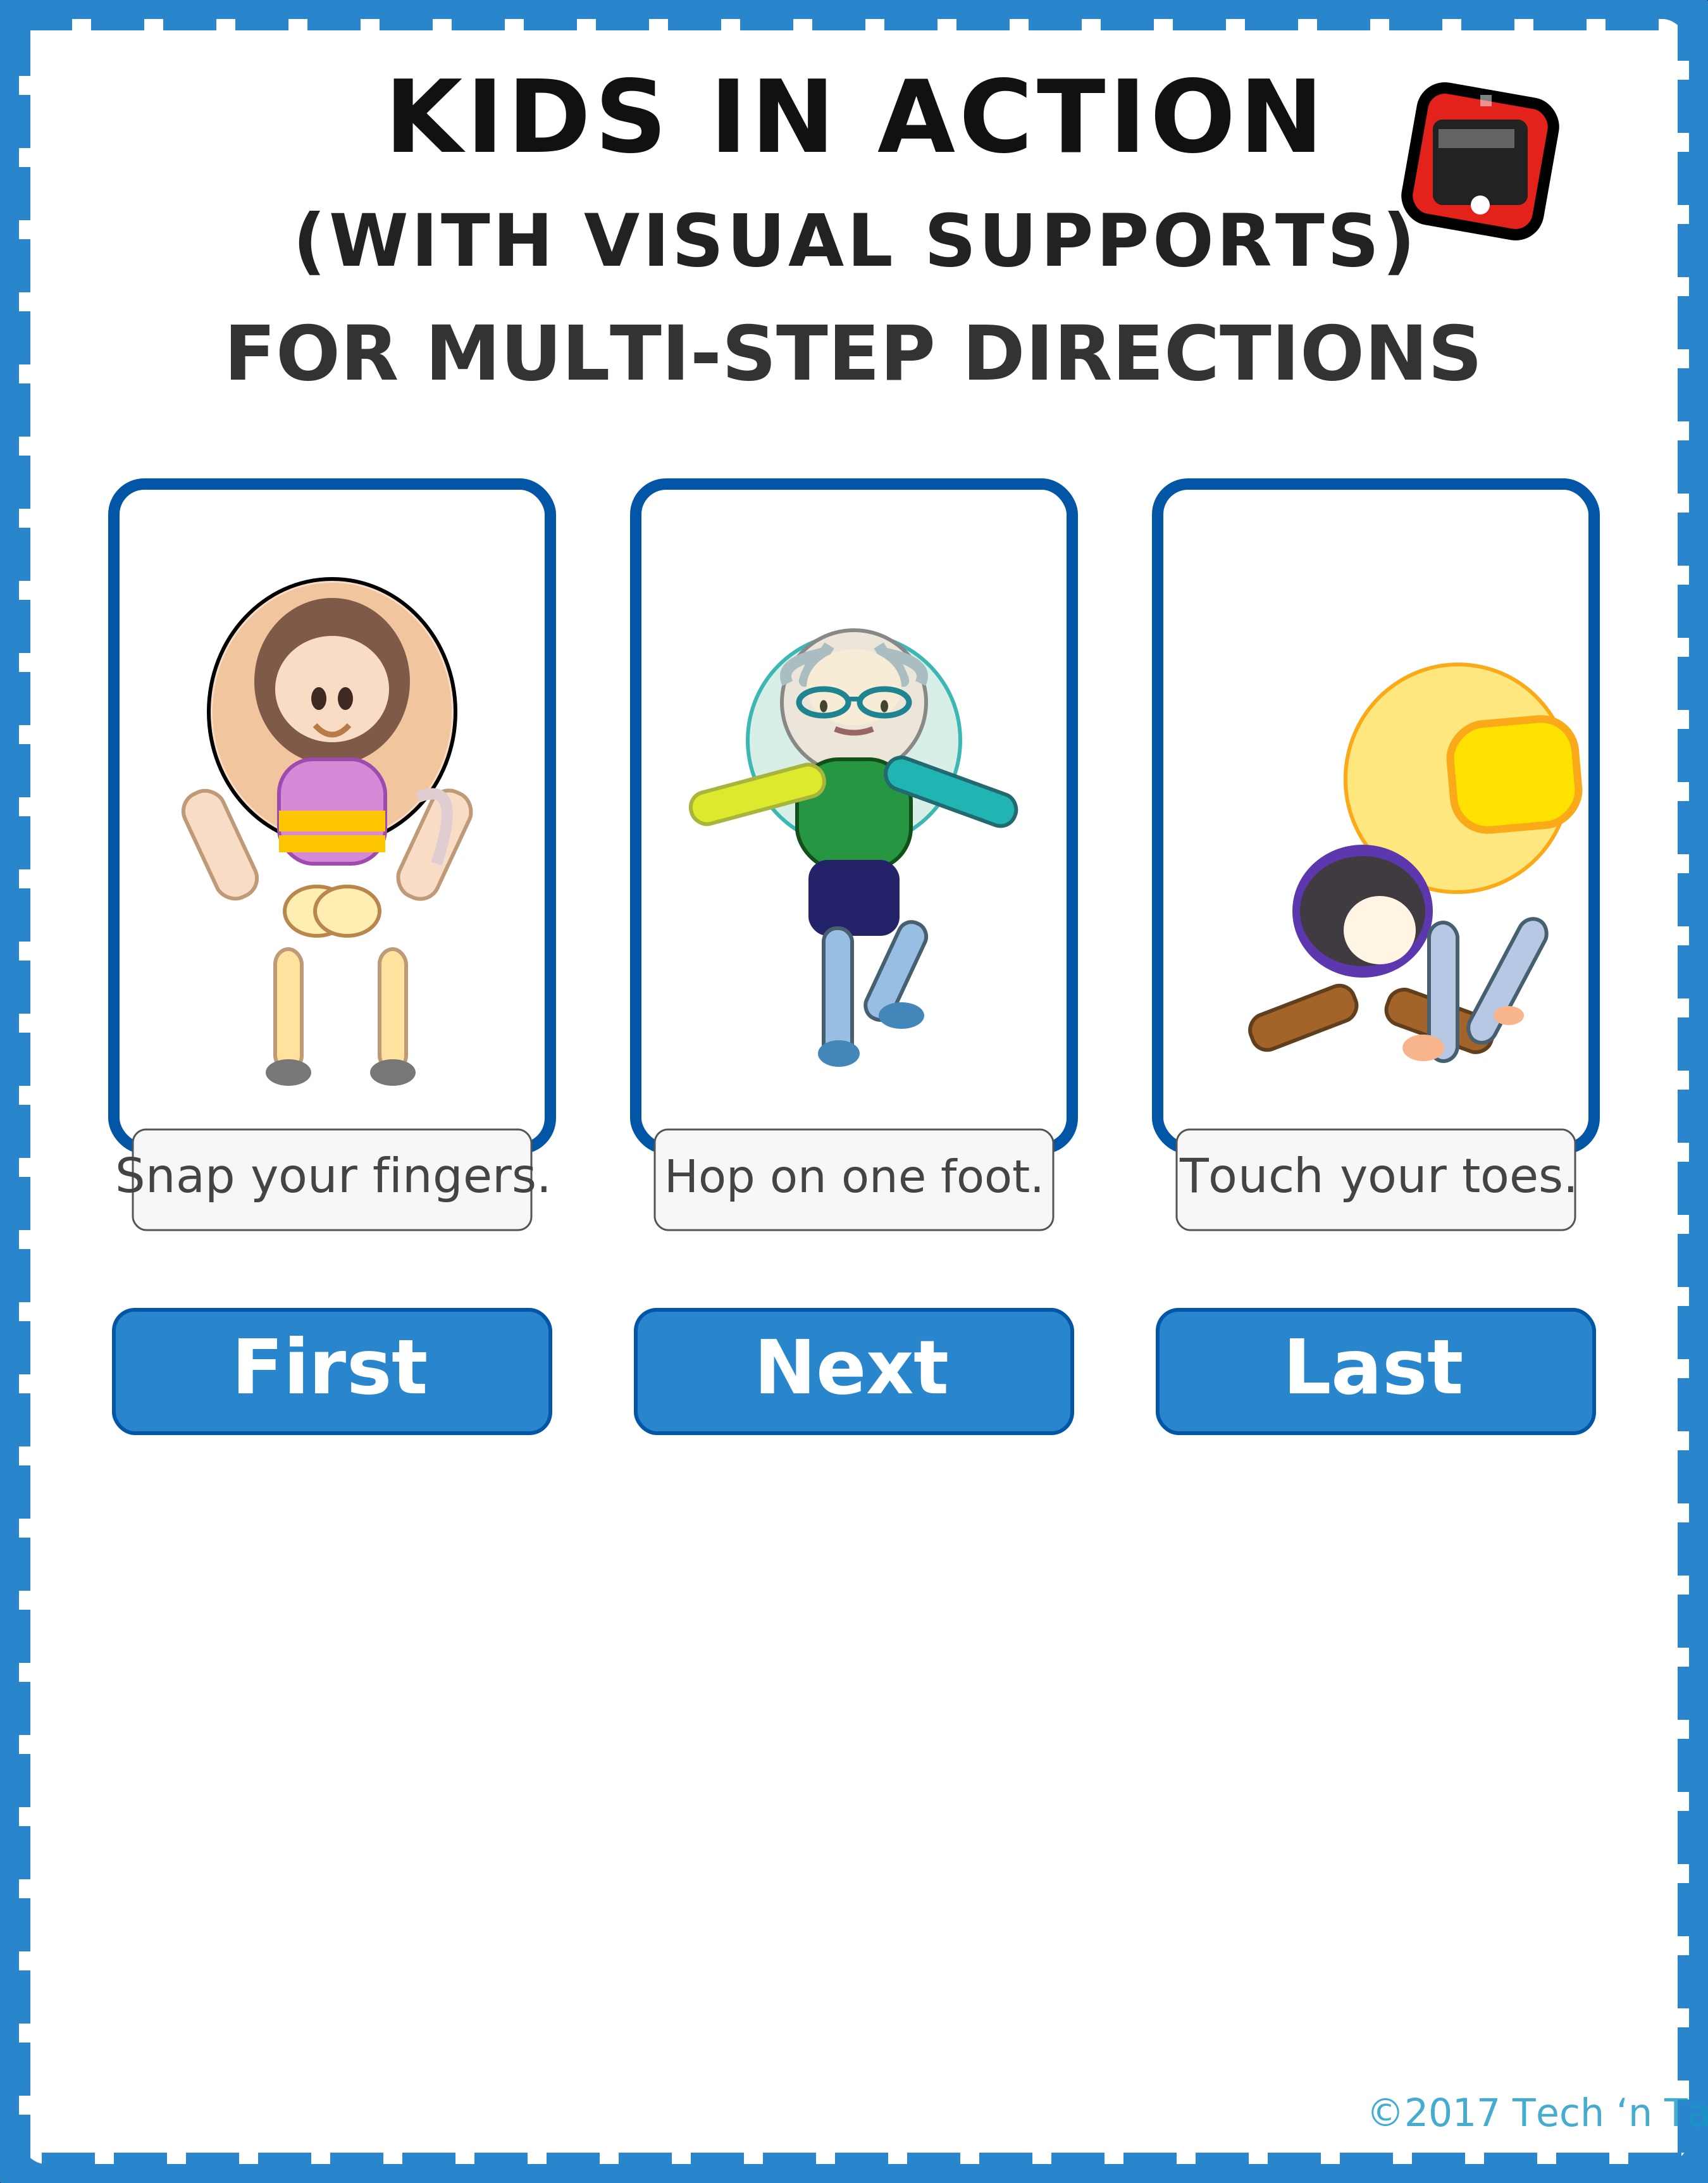 KIDS IN ACTION
(WITH VISUAL SUPPORTS)
FOR MULTI-STEP DIRECTIONS
Snap your fingers.
Hop on one foot.
Touch your toes.
First
Next
Last
©2017 Tech ‘n